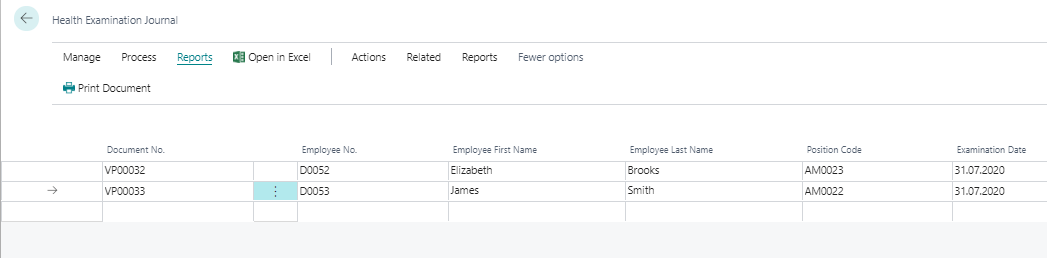 Health Examination Journal
Manage Process Reports Open in Excel Actions Related Reports Fewer options
Print Document
Document No. Employee No. Employee First Name Employee Last Name Position Code Examination Date
VP00032 D0052 Elizabeth Brooks AM0023 31.07.2020
VP00033 D0053 James Smith AM0022 31.07.2020